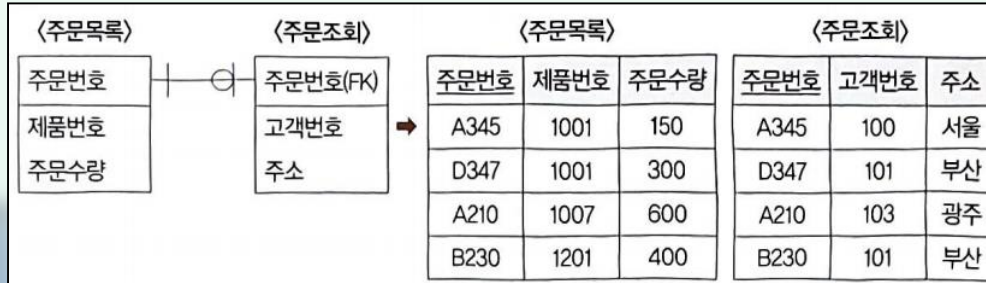 〈주문목록〉 〈주문조회〉 〈주문목록〉 〈주문조회〉
주문번호 주문번호(FK) 주문번호 제품번호 주문수량 주문번호 고객번호 주소
제품번호 고객번호 A345 1001 150 A345 100 서울
주문수량 주소 D347 1001 300 D347 101 부산
A210 1007 600 A210 103 광주
B230 1201 400 B230 101 부산